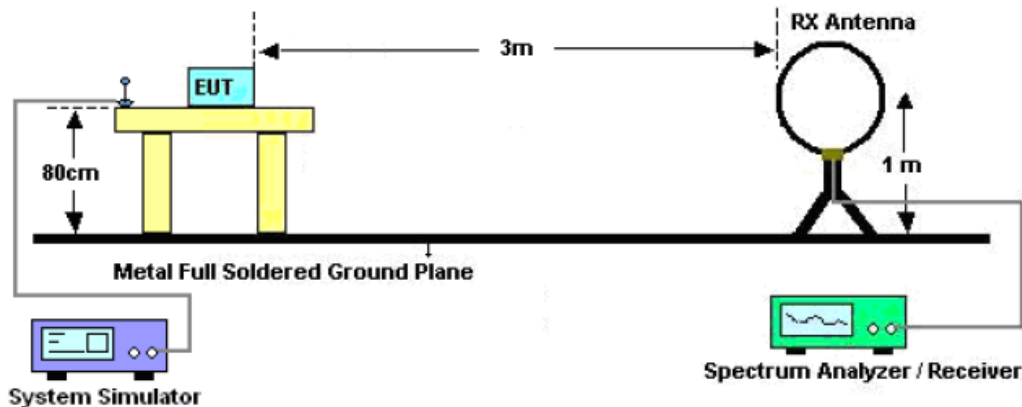 RX Antenna
3m
EUT
80cm
1 m
Metal Full Soldered Ground Plane
System Simulator
Spectrum Analyzer / Receiver